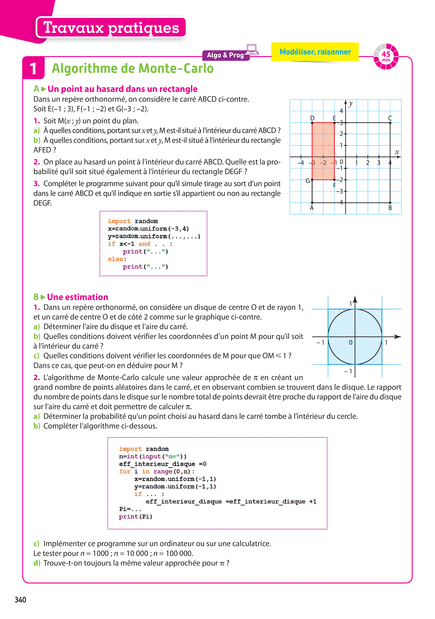 Travaux pratiques
Algo & Prog
Modéliser, raisonner
45
min
1 Algorithme de Monte-Carlo
A ▶ Un point au hasard dans un rectangle
Dans un repère orthonormé, on considère le carré ABCD ci-contre.
Soit E(−1 ; 3), F(−1 ; −2) et G(−3 ; −2).
1. Soit M(x ; y) un point du plan.
a) À quelles conditions, portant sur x et y, M est-il situé à l'intérieur du carré ABCD ?
b) À quelles conditions, portant sur x et y, M est-il situé à l'intérieur du rectangle
AFED ?
2. On place au hasard un point à l'intérieur du carré ABCD. Quelle est la pro-
babilité qu'il soit situé également à l'intérieur du rectangle DEGF ?
3. Compléter le programme suivant pour qu'il simule tirage au sort d'un point
dans le carré ABCD et qu'il indique en sortie s'il appartient ou non au rectangle
DEGF.
y
D E 3 C
2
1
x
−4 −3 −2 −1 0 1 2 3 4
−1
G F
−3
A −4 B
import random
x=random.uniform(-3,4)
y=random.uniform(...,...)
if x<-1 and . . :
print("...")
else:
print("...")
B ▶ Une estimation
1. Dans un repère orthonormé, on considère un disque de centre O et de rayon 1,
et un carré de centre O et de côté 2 comme sur le graphique ci-contre.
a) Déterminer l'aire du disque et l'aire du carré.
b) Quelles conditions doivent vérifier les coordonnées d'un point M pour qu'il soit
à l'intérieur du carré ?
c) Quelles conditions doivent vérifier les coordonnées de M pour que OM ⩽ 1 ?
Dans ce cas, que peut-on en déduire pour M ?
1
−1 0 1
−1
2. L'algorithme de Monte-Carlo calcule une valeur approchée de π en créant un
grand nombre de points aléatoires dans le carré, et en observant combien se trouvent dans le disque. Le rapport
du nombre de points dans le disque sur le nombre total de points devrait être proche du rapport de l'aire du disque
sur l'aire du carré et doit permettre de calculer π.
a) Déterminer la probabilité qu'un point choisi au hasard dans le carré tombe à l'intérieur du cercle.
b) Compléter l'algorithme ci-dessous.
import random
n=int(input("n="))
eff_interieur_disque =0
for i in range(0,n):
x=random.uniform(-1,1)
y=random.uniform(-1,1)
if ... :
eff_interieur_disque =eff_interieur_disque +1
Pi=...
print(Pi)
c) Implémenter ce programme sur un ordinateur ou sur une calculatrice.
Le tester pour n = 1000 ; n = 10 000 ; n = 100 000.
d) Trouve-t-on toujours la même valeur approchée pour π ?
340